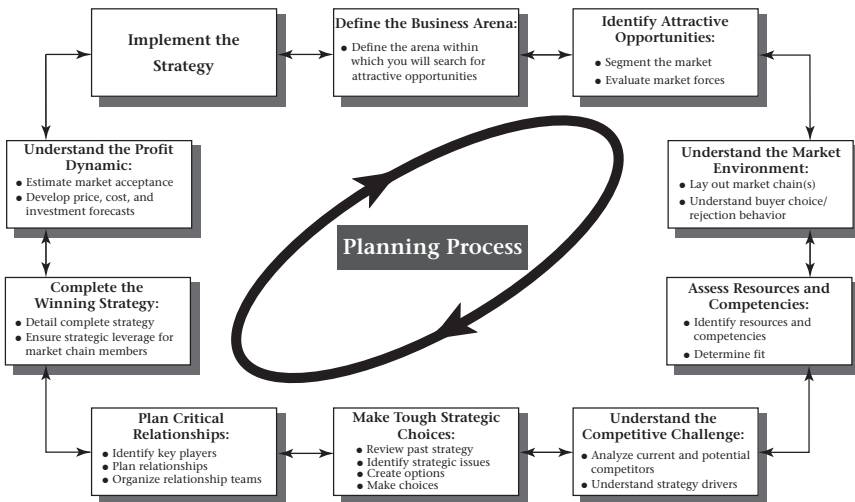 Implement the
Strategy
Define the Business Arena:
● Define the arena within
which you will search for
attractive opportunities
Identify Attractive
Opportunities:
● Segment the market
● Evaluate market forces
Understand the Market
Environment:
● Lay out market chain(s)
● Understand buyer choice/
rejection behavior
Assess Resources and
Competencies:
● Identify resources and
competencies
● Determine fit
Understand the
Competitive Challenge:
● Analyze current and potential
competitors
● Understand strategy drivers
Make Tough Strategic
Choices:
● Review past strategy
● Identify strategic issues
● Create options
● Make choices
Plan Critical
Relationships:
● Identify key players
● Plan relationships
● Organize relationship teams
Complete the
Winning Strategy:
● Detail complete strategy
● Ensure strategic leverage for
market chain members
Understand the Profit
Dynamic:
● Estimate market acceptance
● Develop price, cost, and
investment forecasts
Planning Process